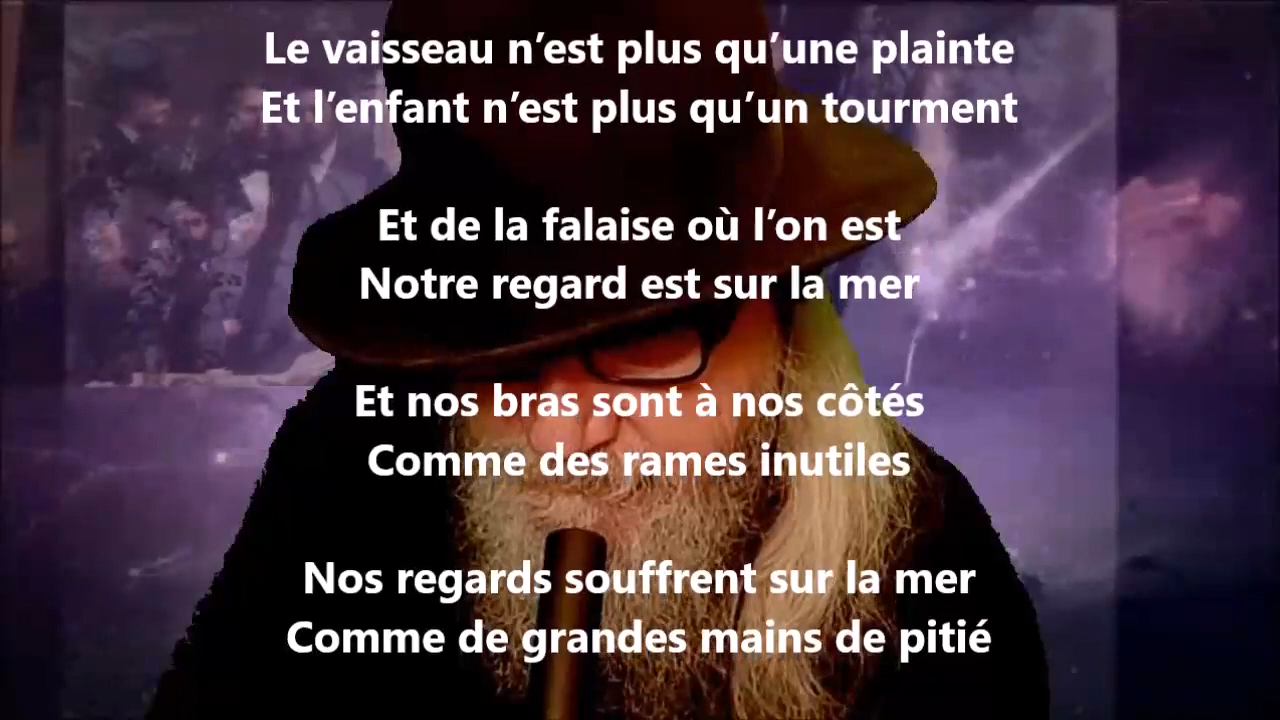 Le vaisseau n’est plus qu’une plainte
Et l’enfant n’est plus qu’un tourment
Et de la falaise où l’on est
Notre regard est sur la mer
Et nos bras sont à nos côtés
Comme des rames inutiles
Nos regards souffrent sur la mer
Comme de grandes mains de pitié